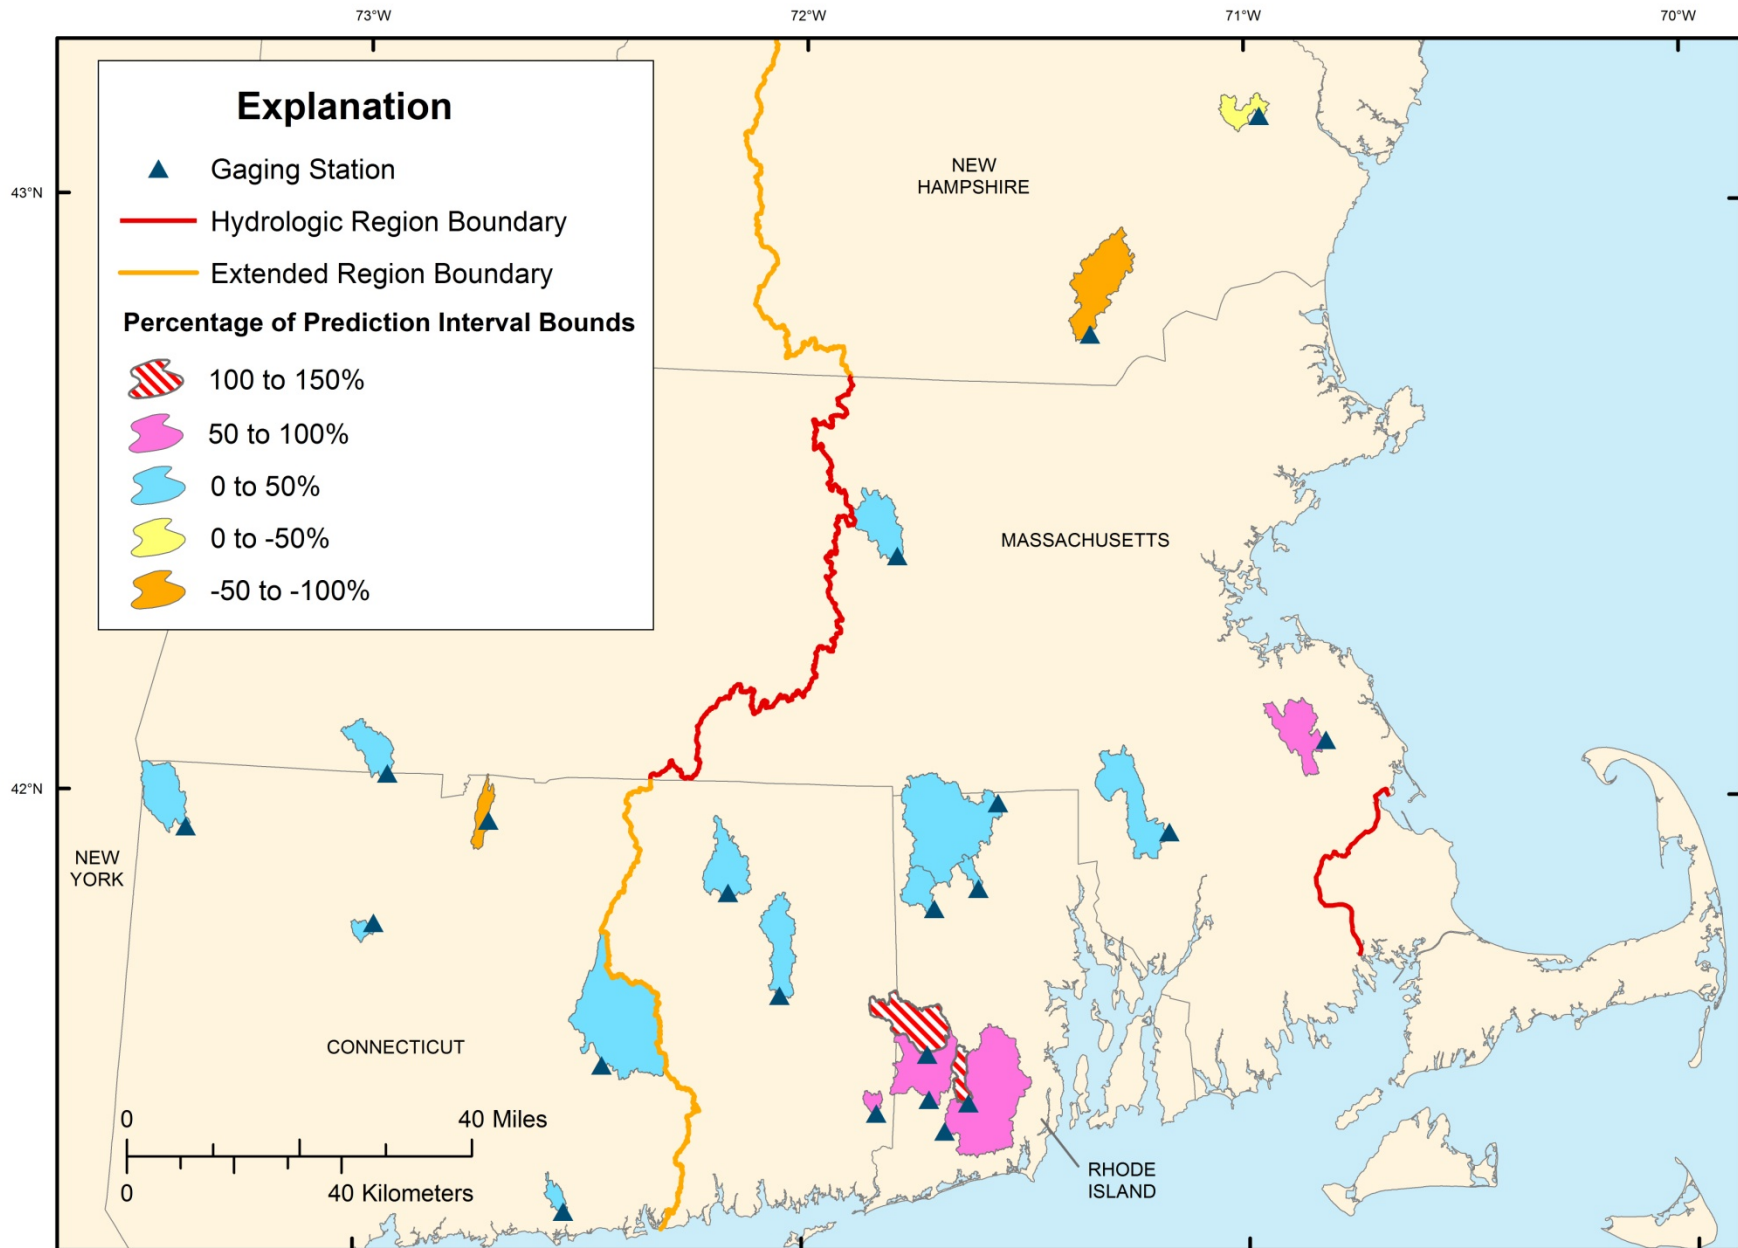 73°W
72°W
71°W
70°W
Explanation
Gaging Station
Hydrologic Region Boundary
Extended Region Boundary
Percentage of Prediction Interval Bounds
100 to 150%
50 to 100%
0 to 50%
0 to -50%
-50 to -100%
43°N
42°N
NEW
HAMPSHIRE
MASSACHUSETTS
NEW
YORK
CONNECTICUT
RHODE
ISLAND
0
40 Miles
0
40 Kilometers